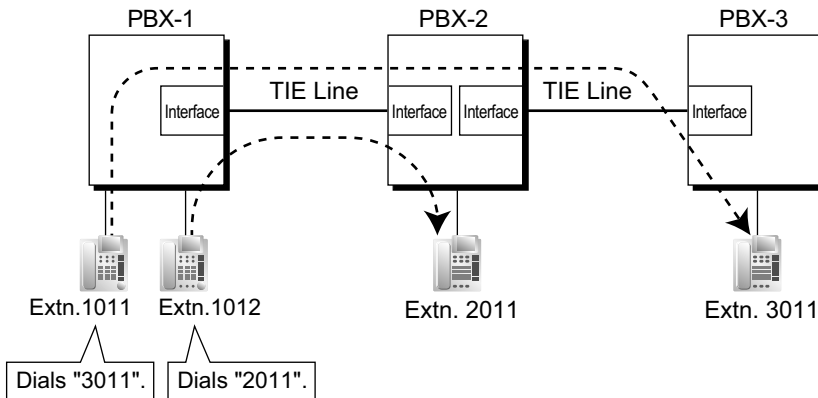 PBX-1
PBX-2
PBX-3
TIE Line
TIE Line
Interface
Interface
Interface
Interface
Extn.1011
Extn.1012
Extn. 2011
Extn. 3011
Dials "3011".
Dials "2011".